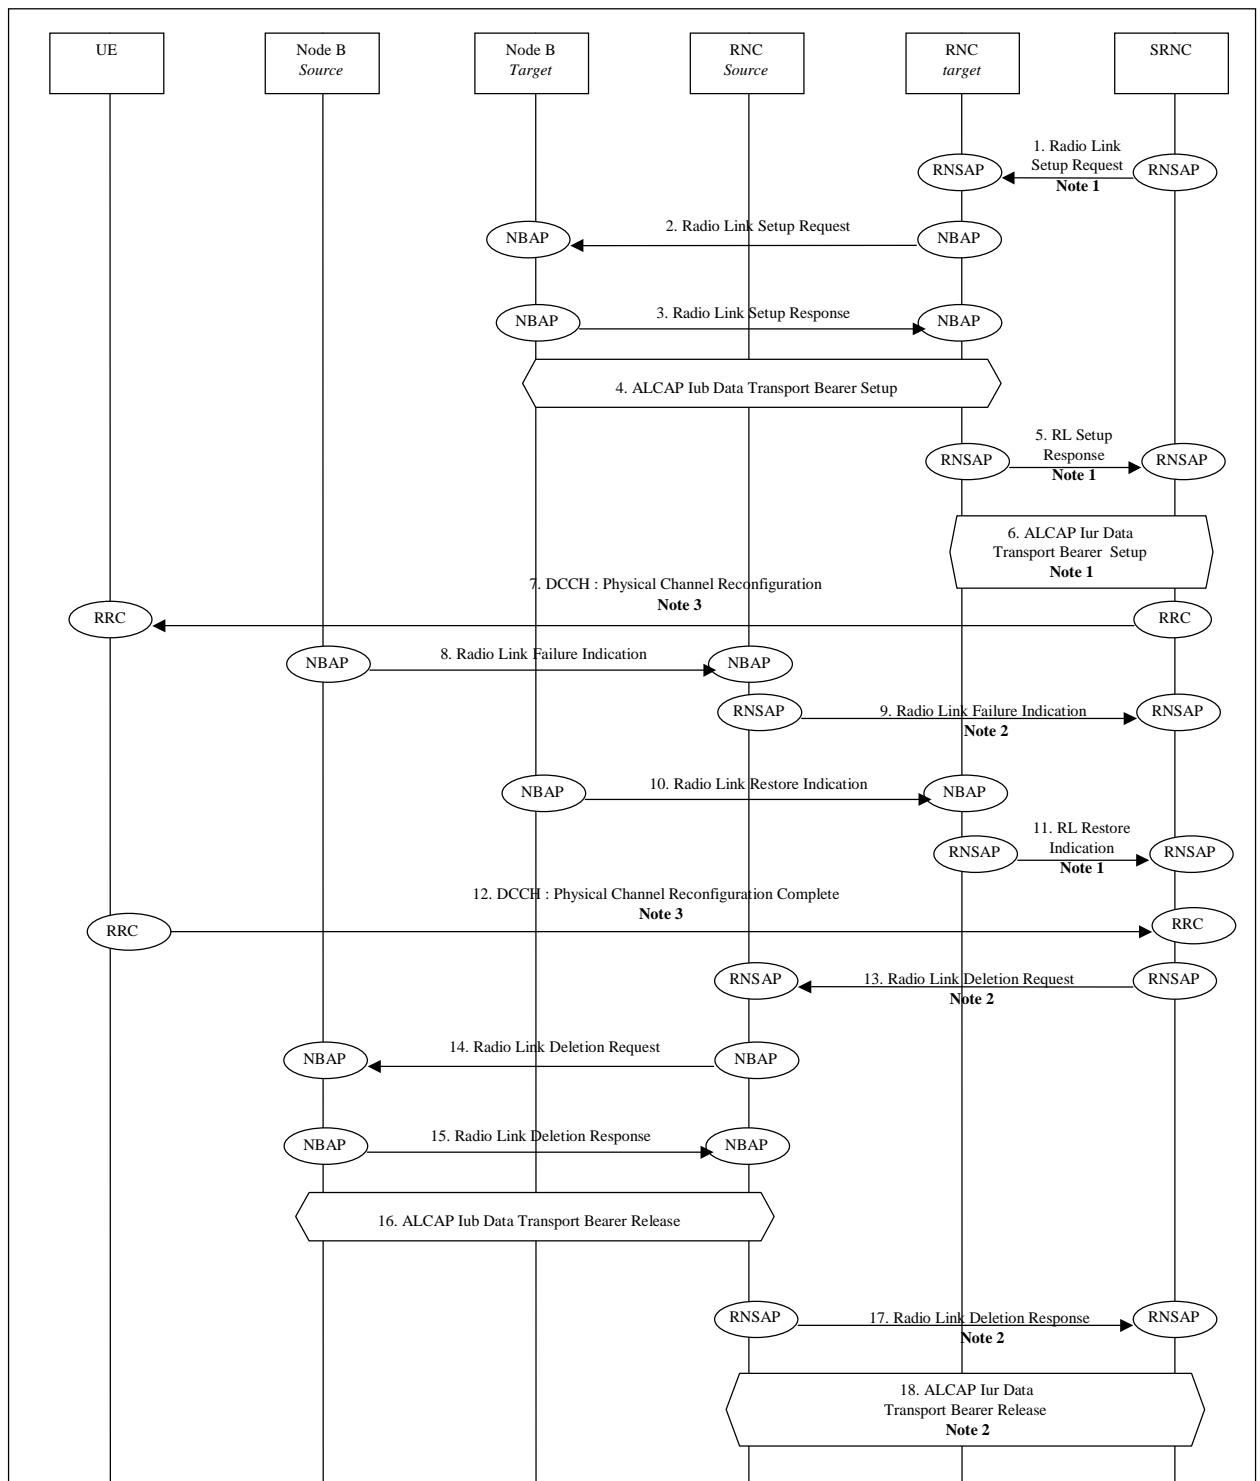 UE
Node B
Source
Node B
Target
RNC
Source
RNC
target
SRNC
1. Radio Link
Setup Request
Note 1
RNSAP
RNSAP
2. Radio Link Setup Request
NBAP
NBAP
3. Radio Link Setup Response
NBAP
NBAP
4. ALCAP Iub Data Transport Bearer Setup
5. RL Setup
Response
Note 1
RNSAP
RNSAP
6. ALCAP Iur Data
Transport Bearer Setup
Note 1
7. DCCH : Physical Channel Reconfiguration
Note 3
RRC
RRC
8. Radio Link Failure Indication
NBAP
NBAP
9. Radio Link Failure Indication
Note 2
RNSAP
RNSAP
10. Radio Link Restore Indication
NBAP
NBAP
11. RL Restore
Indication
Note 1
RNSAP
RNSAP
12. DCCH : Physical Channel Reconfiguration Complete
Note 3
RRC
RRC
13. Radio Link Deletion Request
Note 2
RNSAP
RNSAP
14. Radio Link Deletion Request
NBAP
NBAP
15. Radio Link Deletion Response
NBAP
NBAP
16. ALCAP Iub Data Transport Bearer Release
17. Radio Link Deletion Response
Note 2
RNSAP
RNSAP
18. ALCAP Iur Data
Transport Bearer Release
Note 2